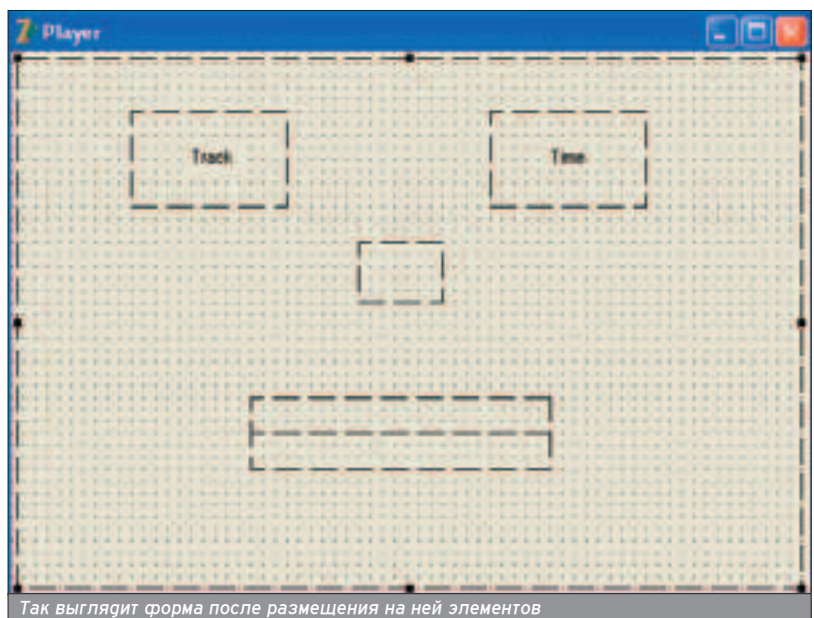 Player
Track
Time
Так выглядит форма после размещения на ней элементов